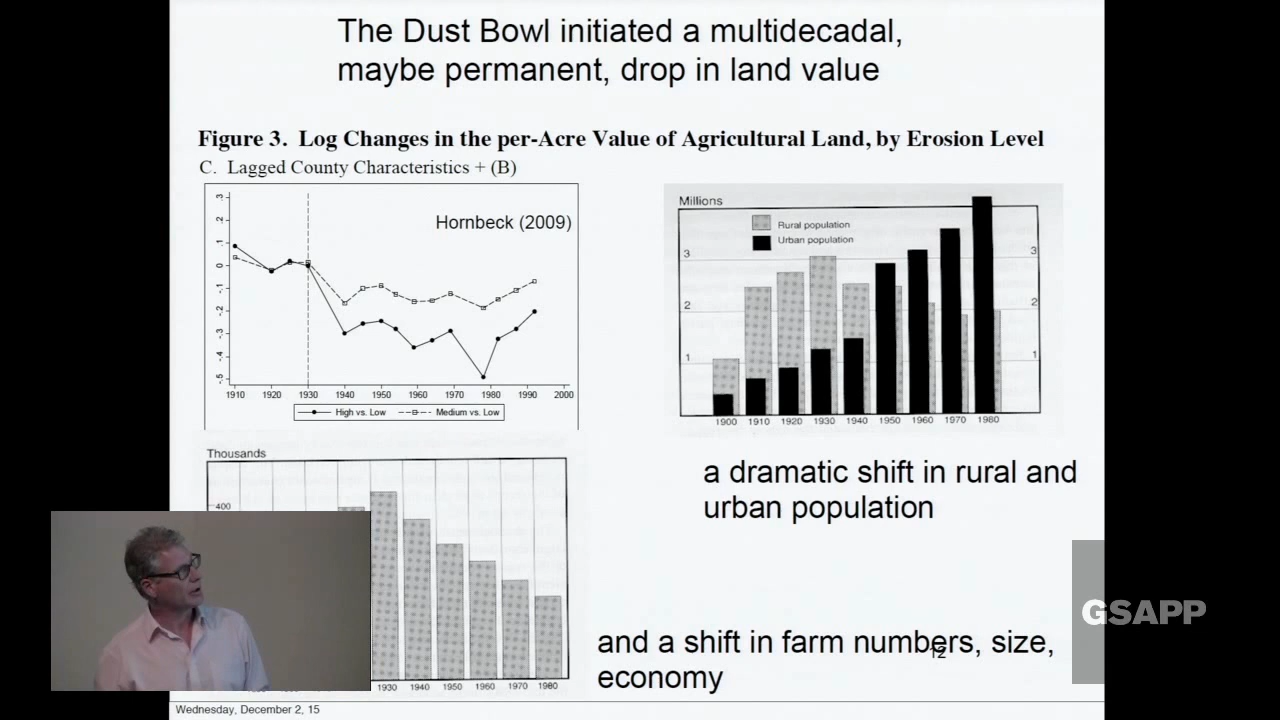 The Dust Bowl initiated a multidecadal,
maybe permanent, drop in land value
Figure 3. Log Changes in the per-Acre Value of Agricultural Land, by Erosion Level
C. Lagged County Characteristics + (B)
Hornbeck (2009)
.3
.2
.1
0
-.1
-.2
-.3
-.4
-.5
1910 1920 1930 1940 1950 1960 1970 1980 1990 2000
High vs. Low Medium vs. Low
Millions
Rural population
Urban population
3 3
2 2
1 1
1900 1910 1920 1930 1940 1950 1960 1970 1980
a dramatic shift in rural and
urban population
Thousands
400
1930 1940 1950 1960 1970 1980
and a shift in farm numbers, size,
economy
12
GSAPP
Wednesday, December 2, 15